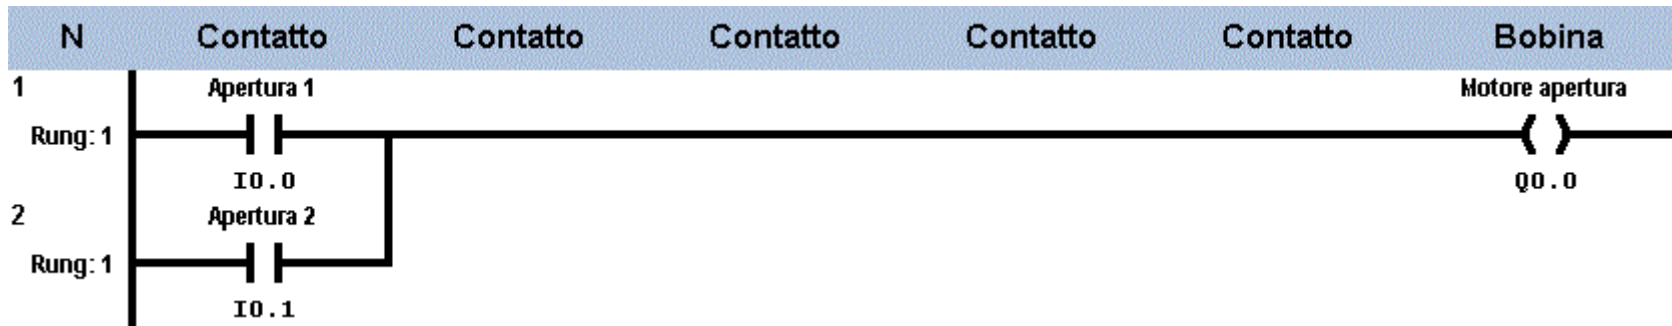 N Contatto Contatto Contatto Contatto Contatto Bobina
1 Apertura 1 Motore apertura
Rung: 1
I0.0 Q0.0
2 Apertura 2
Rung: 1
I0.1